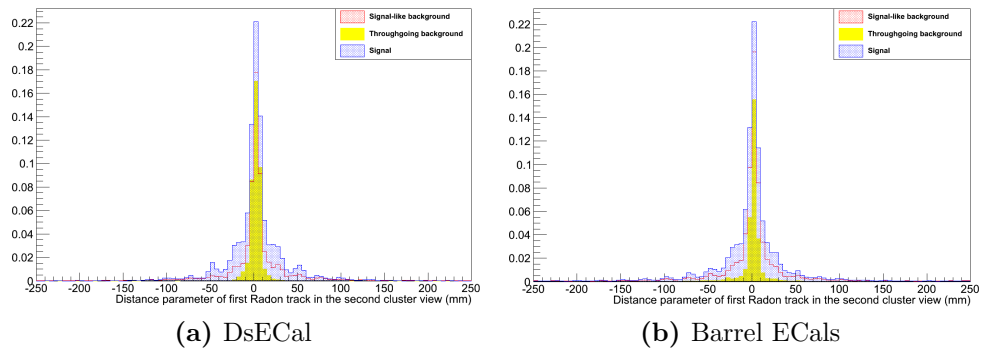 0.22
0.2
0.18
0.16
0.14
0.12
0.1
0.08
0.06
0.04
0.02
0
-250 -200 -150 -100 -50 0 50 100 150 200 250
Distance parameter of first Radon track in the second cluster view (mm)
Signal-like background
Throughgoing background
Signal
(a) DsECal
0.22
0.2
0.18
0.16
0.14
0.12
0.1
0.08
0.06
0.04
0.02
0
-250 -200 -150 -100 -50 0 50 100 150 200 250
Distance parameter of first Radon track in the second cluster view (mm)
Signal-like background
Throughgoing background
Signal
(b) Barrel ECals